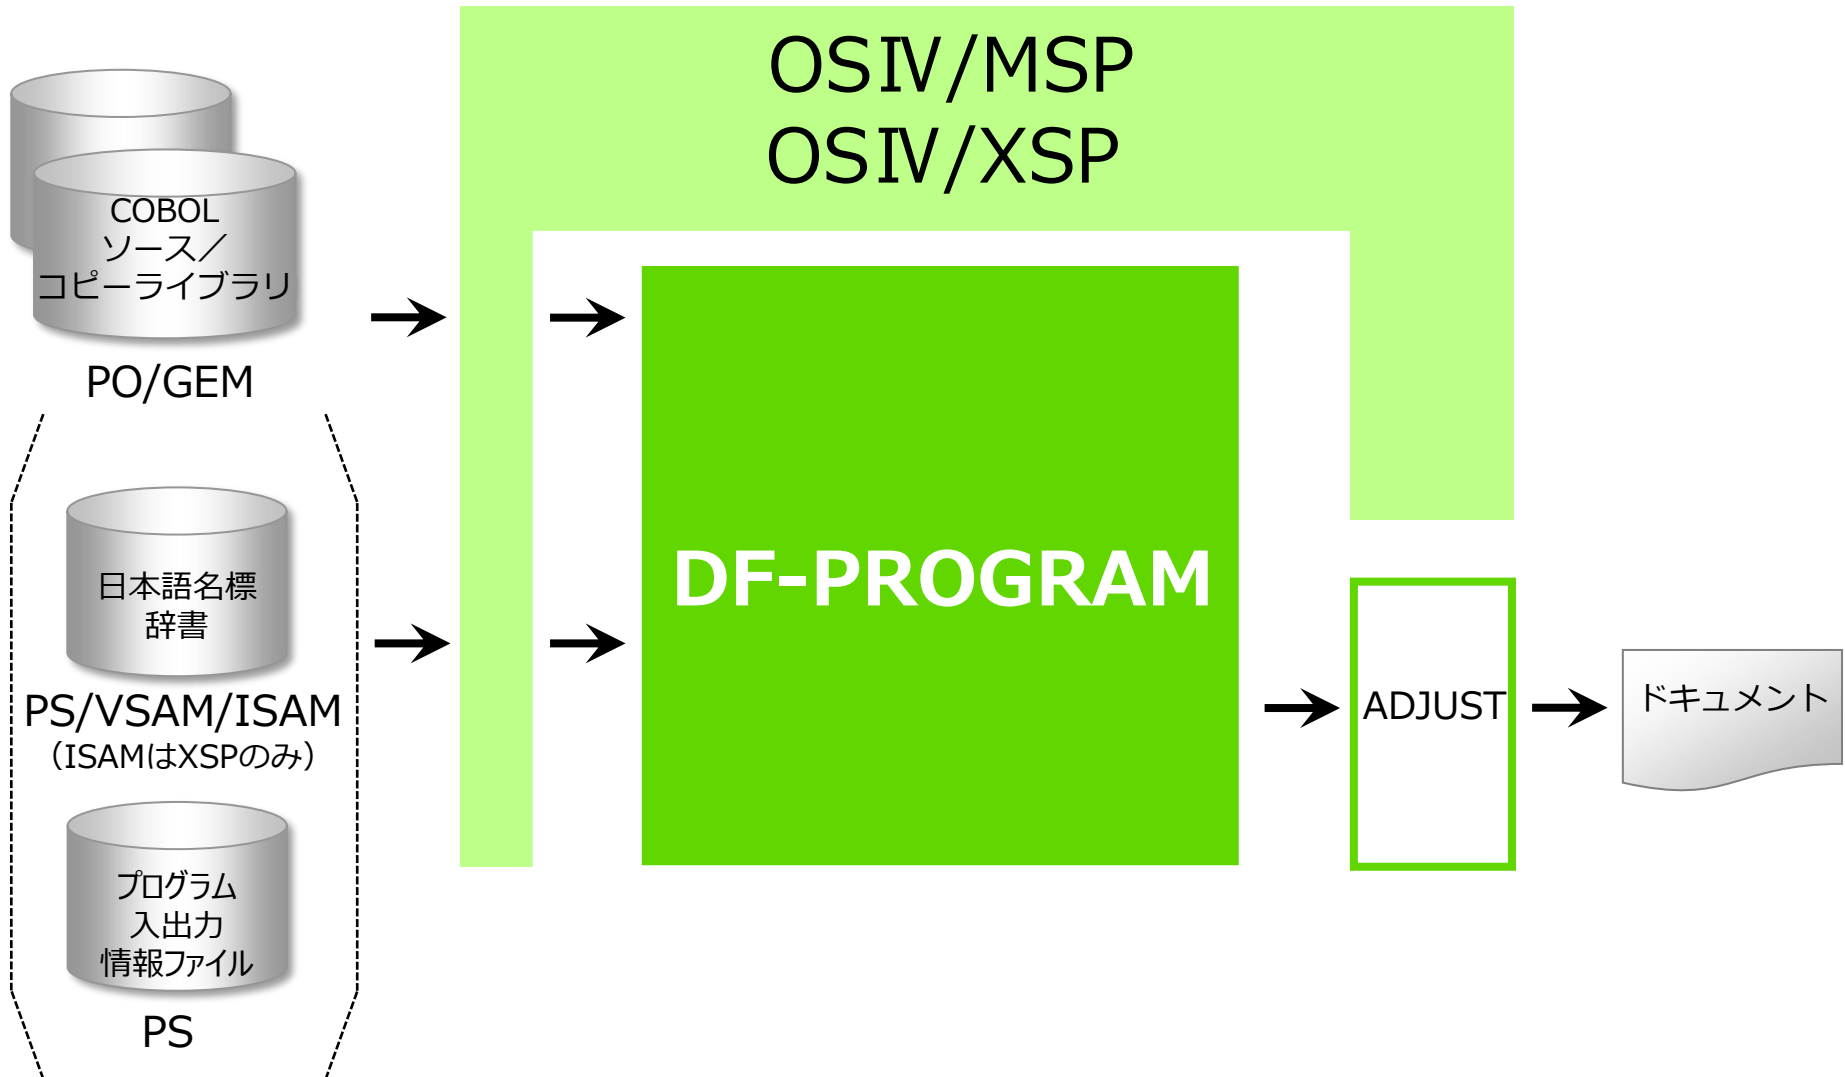 OSⅣ/MSP
OSⅣ/XSP
COBOL
ソース／
コピーライブラリ
PO/GEM
日本語名標
辞書
PS/VSAM/ISAM
（ISAMはXSPのみ）
プログラム
入出力
情報ファイル
PS
DF-PROGRAM
ADJUST
ドキュメント